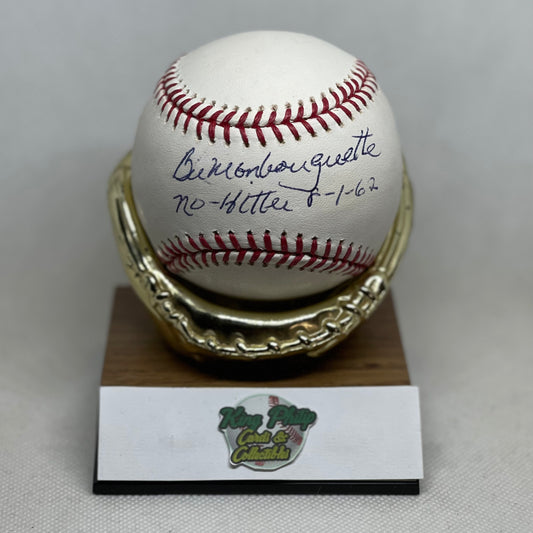 Bill Monbouquette
No-Hitter 8-1-62
King Philip
Cards &
Collectibles